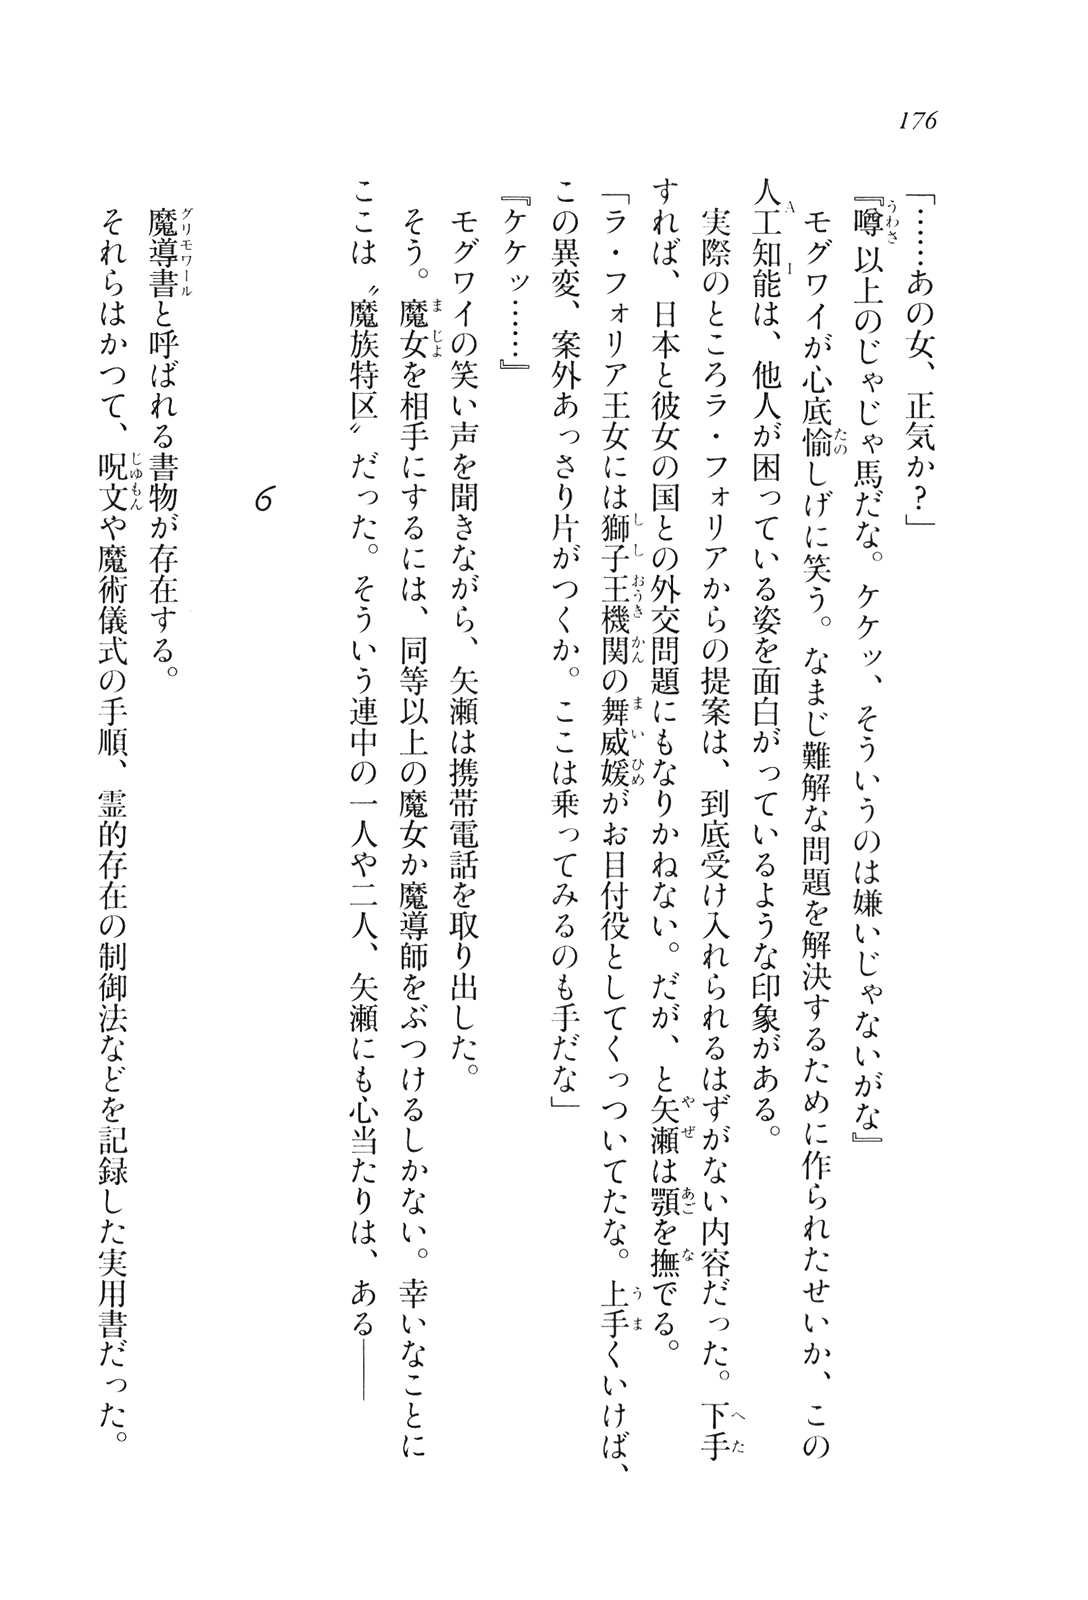 176
「……あの女、正気か？」
『噂以上のじゃじゃ馬だな。ケケッ、そういうのは嫌いじゃないがな』
モグワイが心底愉しげに笑う。なまじ難解な問題を解決するために作られたせいか、この
人工知能は、他人が困っている姿を面白がっているような印象がある。
実際のところラ・フォリアからの提案は、到底受け入れられるはずがない内容だった。下手
すれば、日本と彼女の国との外交問題にもなりかねない。だが、と矢瀬は顎を撫でる。
「ラ・フォリア王女には獅子王機関の舞威媛がお目付役としてくっついてたな。上手くいけば、
この異変、案外あっさり片がつくか。ここは乗ってみるのも手だな」
『ケケッ……』
モグワイの笑い声を聞きながら、矢瀬は携帯電話を取り出した。
そう。魔女を相手にするには、同等以上の魔女か魔導師をぶつけるしかない。幸いなことに
ここは〝魔族特区〟だった。そういう連中の一人や二人、矢瀬にも心当たりは、ある――
6
魔導書と呼ばれる書物が存在する。
それらはかつて、呪文や魔術儀式の手順、霊的存在の制御法などを記録した実用書だった。